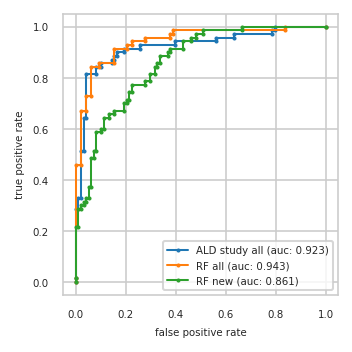 1.0
0.8
0.6
0.4
0.2
0.0
true positive rate
ALD study all (auc: 0.923)
RF all (auc: 0.943)
RF new (auc: 0.861)
0.0 0.2 0.4 0.6 0.8 1.0
false positive rate